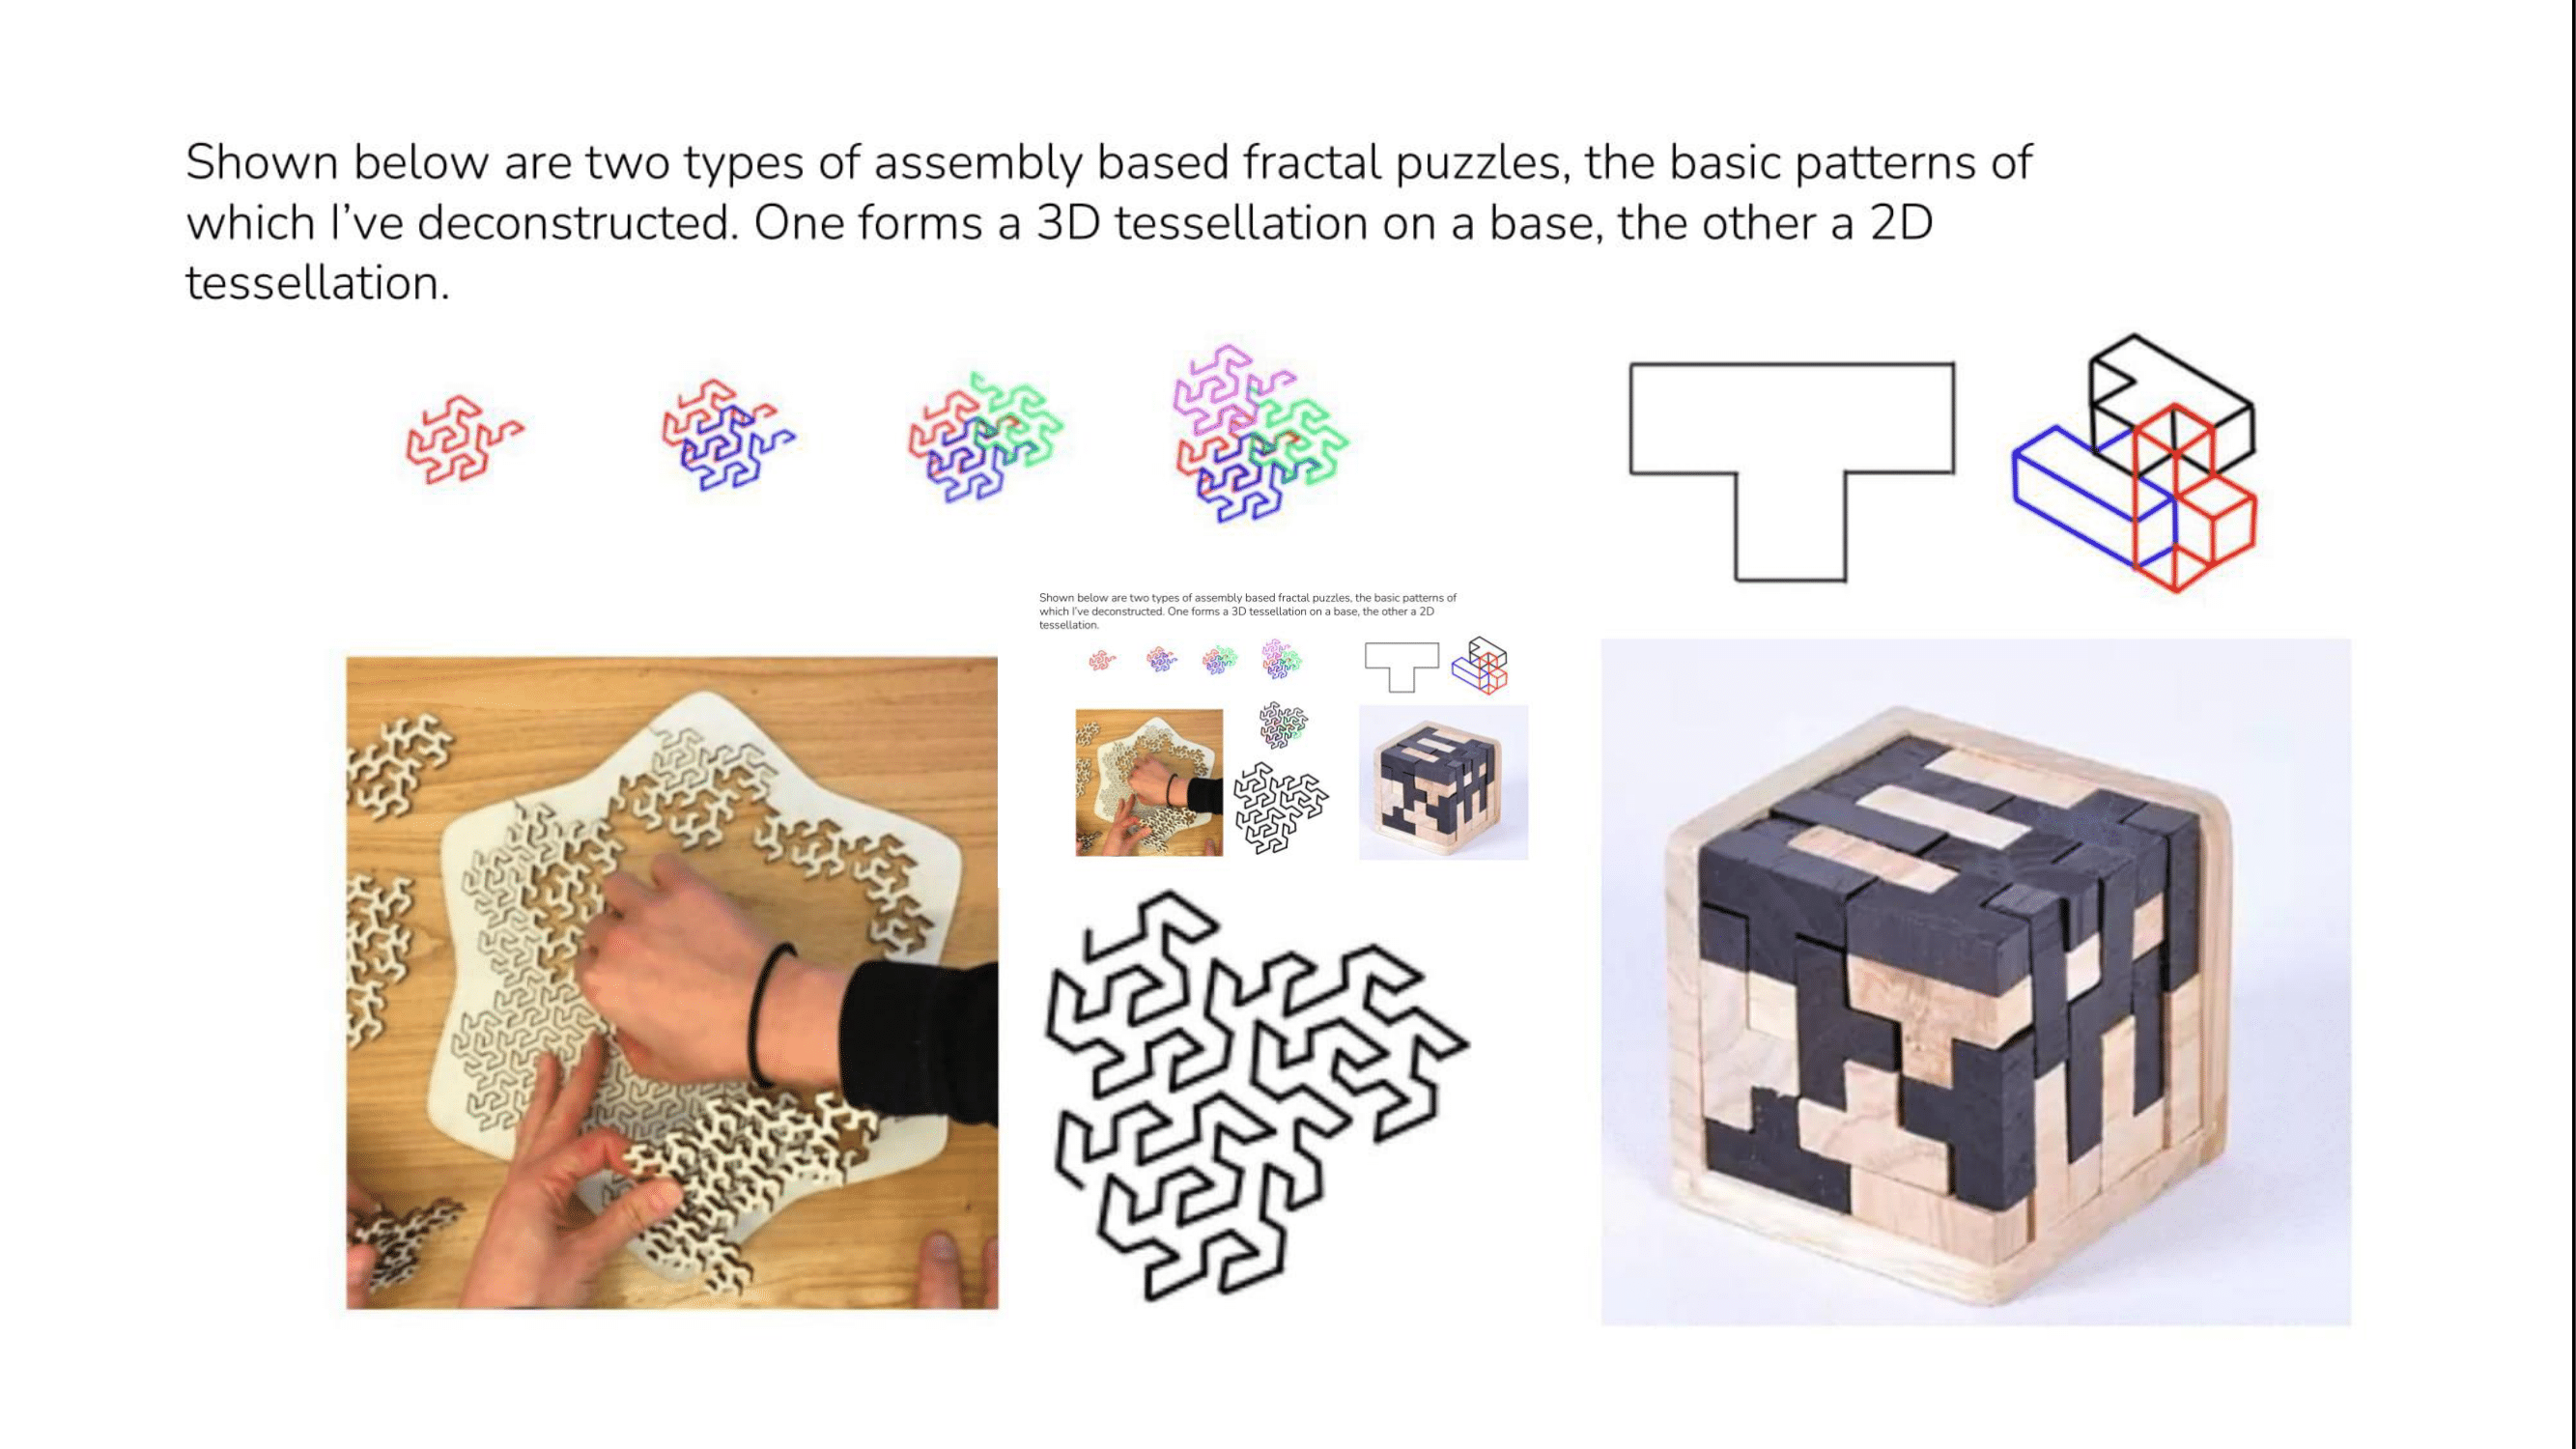 Shown below are two types of assembly based fractal puzzles, the basic patterns of
which I've deconstructed. One forms a 3D tessellation on a base, the other a 2D
tessellation.
Shown below are two types of assembly based fractal puzzles, the basic patterns of
which I've deconstructed. One forms a 3D tessellation on a base, the other a 2D
tessellation.